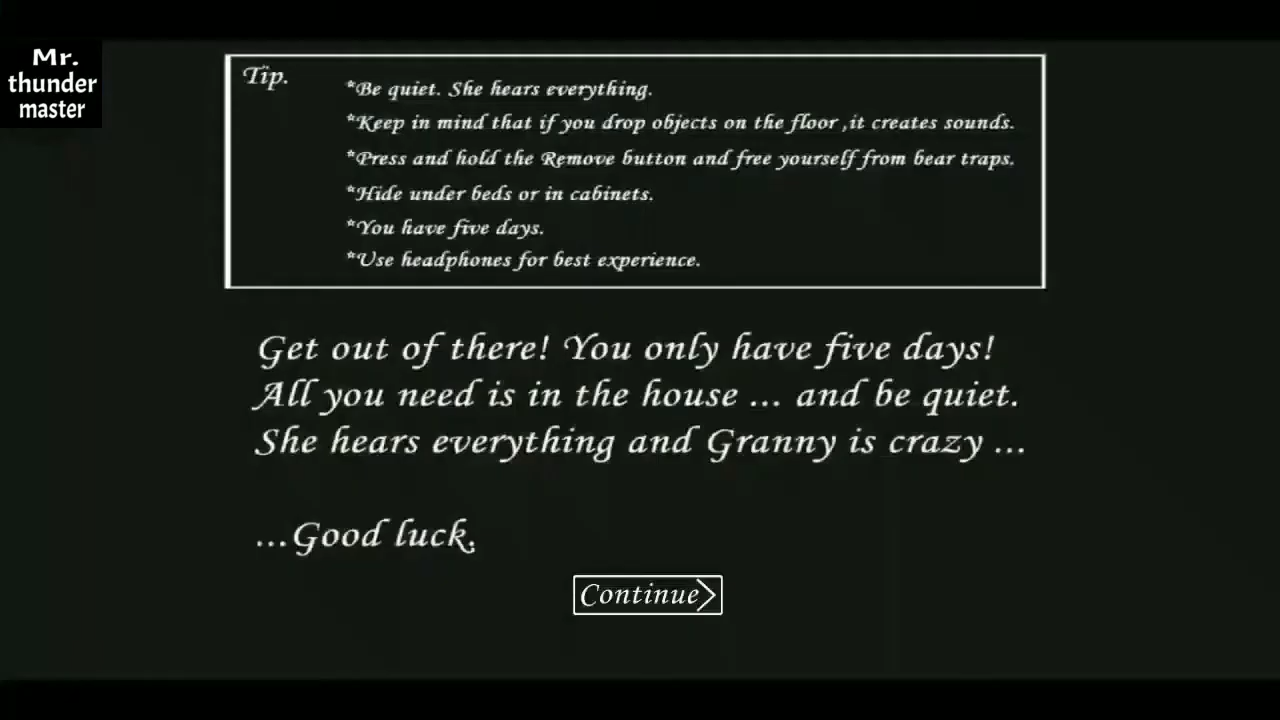 Mr.
thunder
master
Tip.
*Be quiet. She hears everything.
*Keep in mind that if you drop objects on the floor ,it creates sounds.
*Press and hold the Remove button and free yourself from bear traps.
*Hide under beds or in cabinets.
*You have five days.
*Use headphones for best experience.
Get out of there! You only have five days!
All you need is in the house ... and be quiet.
She hears everything and Granny is crazy ...
...Good luck.
Continue>